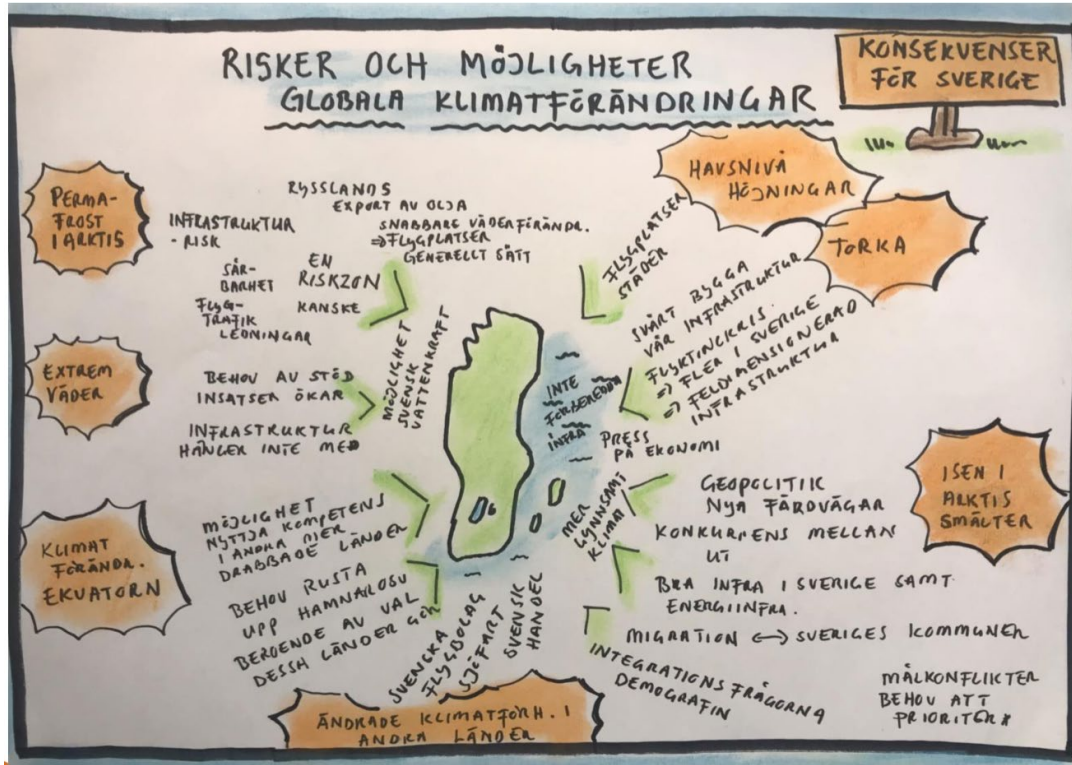 RISKER OCH MÖJLIGHETER
GLOBALA KLIMATFÖRÄNDRINGAR
KONSEKVENSER
FÖR SVERIGE
PERMA-
FROST
I ARKTIS
INFRASTRUKTUR
- RISK
RYSSLANDS
EXPORT AV OLJA
SNABBARE VÄDERFÖRÄNDR.
⇒ FLYGPLATSER
GENERELLT SÄTT
SÅR-
BARHET
EN
RISKZON
KANSKE
FLYG-
TRAFIK
LEDNINGAR
HAVSNIVÅ
HÖJNINGAR
TORKA
FLYGPLATSER
STÄDER
SVÅRT BYGGA
VÅR INFRASTRUKTUR
FLYKTINGKRIS
⇒ FLER I SVERIGE
⇒ FELDIMENSIONERAD
INFRASTRUKTUR
EXTREM
VÄDER
BEHOV AV STÖD
INSATSER ÖKAR
INFRASTRUKTUR
HÄNGER INTE MED
MÖJLIGHET
SVENSK
VATTENKRAFT
INTE
FÖRBEREDDA
INFRA
PRESS
PÅ EKONOMI
MER
GYNNSAMT
KLIMAT
ISEN I
ARKTIS
SMÄLTER
GEOPOLITIK
NYA FÄRDVÄGAR
KONKURRENS MELLAN
UT
BRA INFRA I SVERIGE SAMT
ENERGIINFRA.
MIGRATION ↔ SVERIGES KOMMUNER
INTEGRATIONSFRÅGORNA
DEMOGRAFIN
MÅLKONFLIKTER
BEHOV ATT
KLIMAT
FÖRÄNDR.
EKVATORN
MÖJLIGHET
NYTTJA KOMPETENS
I ANDRA MER
DRABBADE LÄNDER
BEHOV RUSTA
UPP
BEROENDE AV VAL
DESSA LÄNDER GÖR
SVENSKA
FLYGBOLAG
SJÖFART
SVENSK
HANDEL
ÄNDRADE KLIMATFÖRH. I
ANDRA LÄNDER